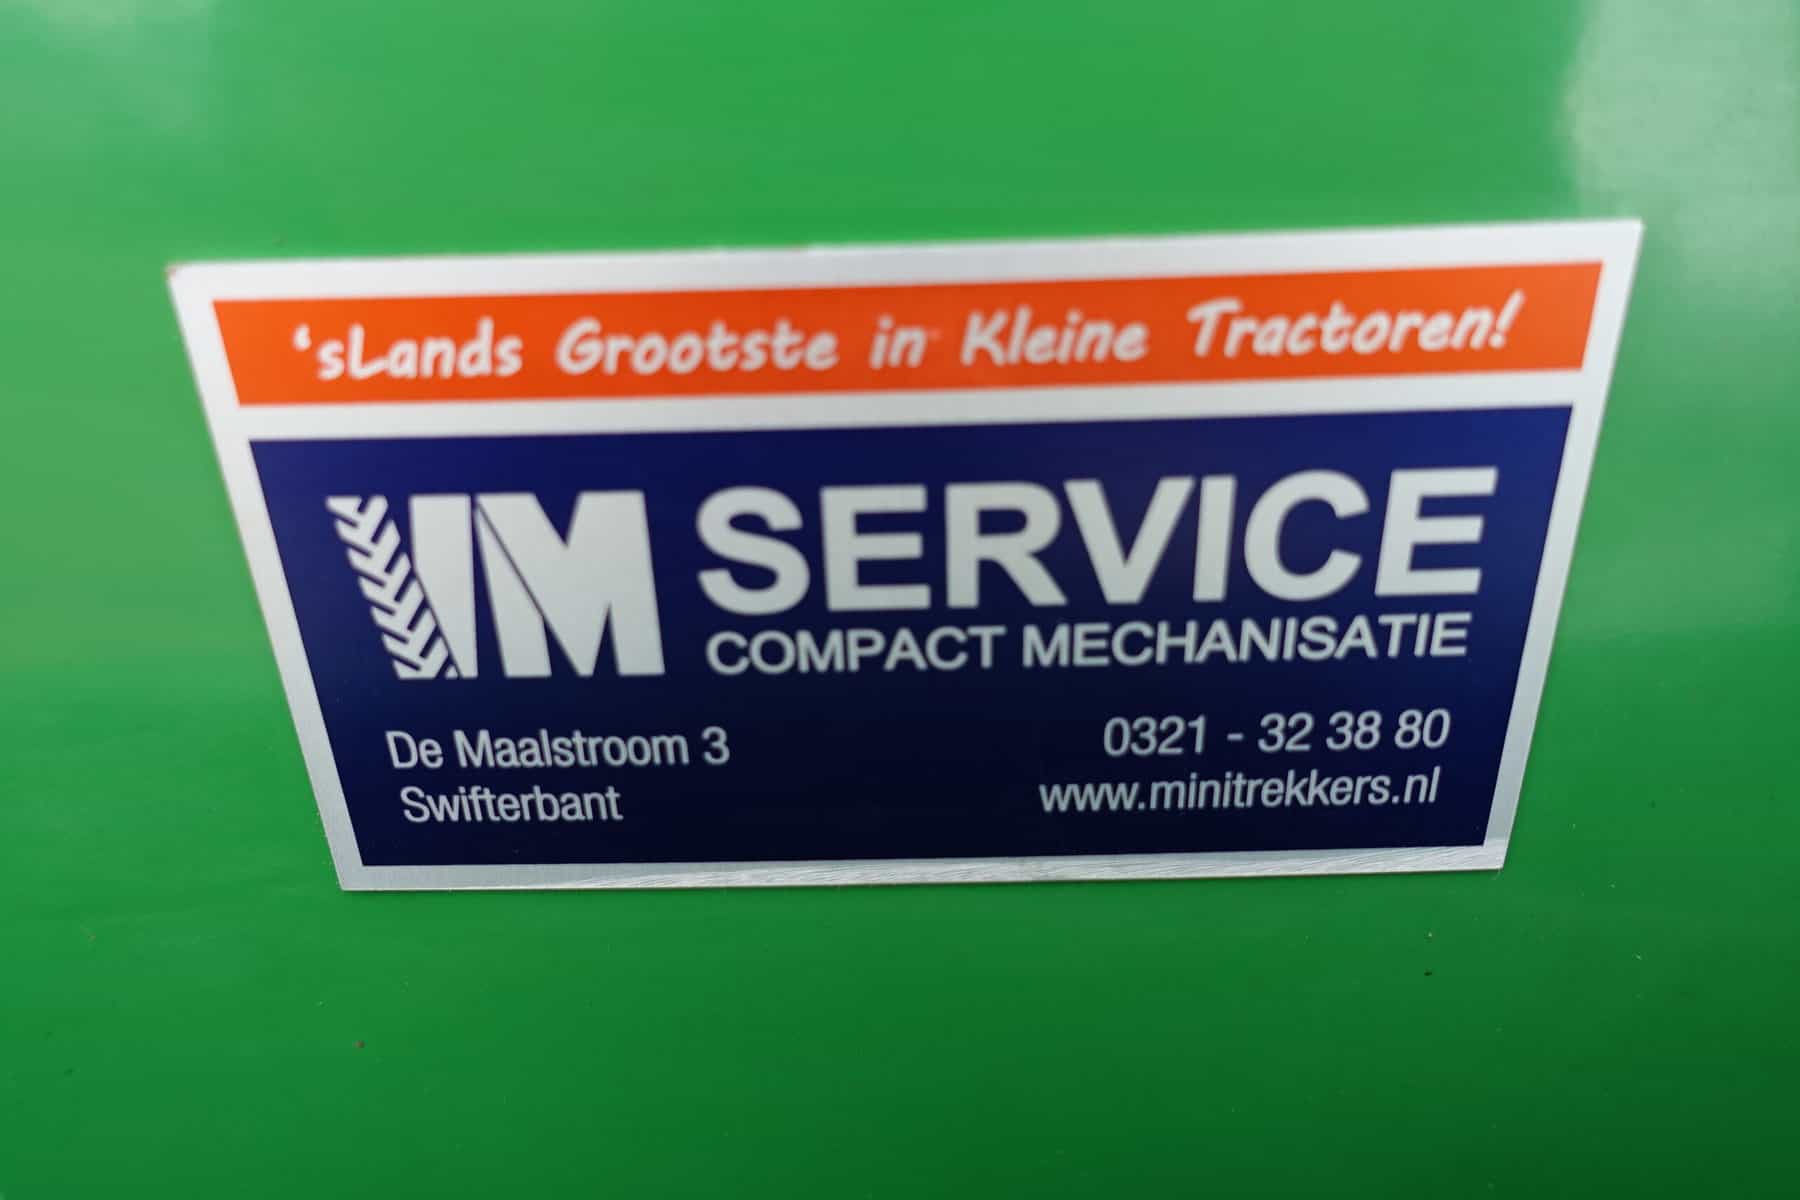 ‘sLands Grootste in Kleine Tractoren!
IM SERVICE
COMPACT MECHANISATIE
De Maalstroom 3
Swifterbant
0321 - 32 38 80
www.minitrekkers.nl